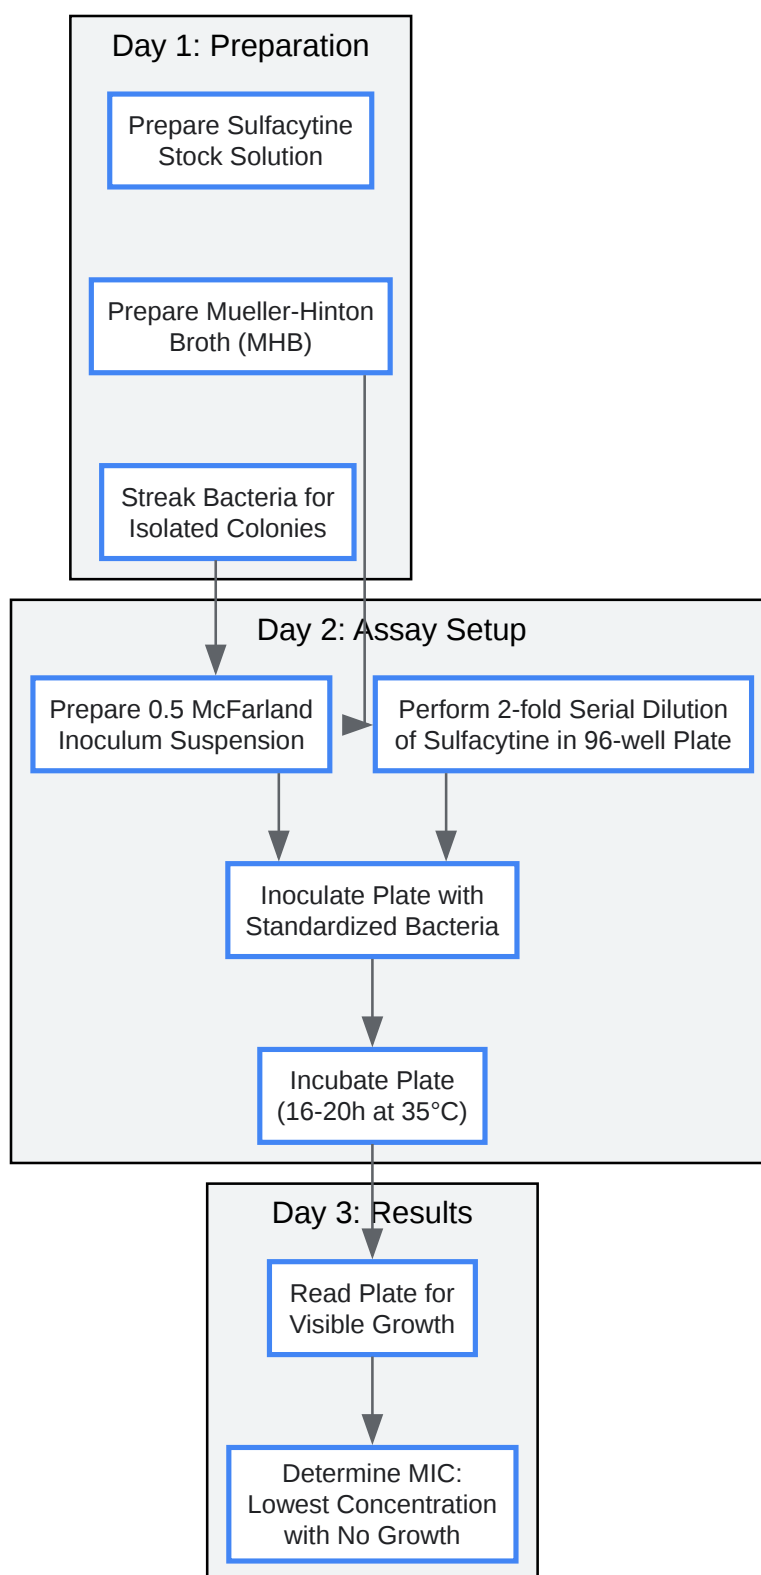 Day 1: Preparation
Prepare Sulfacytine
Stock Solution
Prepare Mueller-Hinton
Broth (MHB)
Streak Bacteria for
Isolated Colonies
Day 2: Assay Setup
Prepare 0.5 McFarland
Inoculum Suspension
Perform 2-fold Serial Dilution
of Sulfacytine in 96-well Plate
Inoculate Plate with
Standardized Bacteria
Incubate Plate
(16-20h at 35°C)
Day 3: Results
Read Plate for
Visible Growth
Determine MIC:
Lowest Concentration
with No Growth